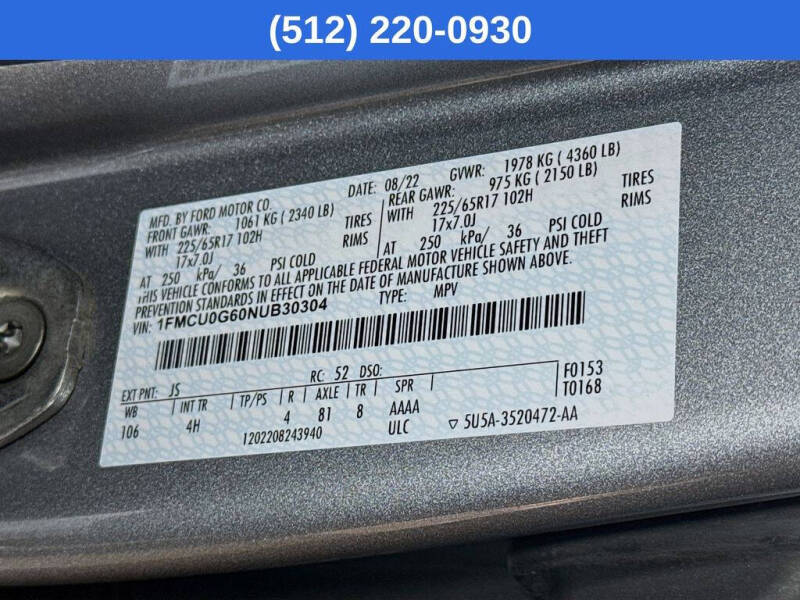 (512) 220-0930
MFD. BY FORD MOTOR CO.
DATE: 08/22 GVWR: 1978 KG ( 4360 LB)
FRONT GAWR: 1061 KG ( 2340 LB)
REAR GAWR: 975 KG ( 2150 LB)
WITH 225/65R17 102H TIRES
WITH 225/65R17 102H TIRES
17x7.0J RIMS
17x7.0J RIMS
AT 250 kPa/ 36 PSI COLD
AT 250 kPa/ 36 PSI COLD
THIS VEHICLE CONFORMS TO ALL APPLICABLE FEDERAL MOTOR VEHICLE SAFETY AND THEFT
PREVENTION STANDARDS IN EFFECT ON THE DATE OF MANUFACTURE SHOWN ABOVE.
VIN: 1FMCU0G60NUB30304 TYPE: MPV
EXT PNT: JS RC: 52 DSO: F0153
WB INT TR TP/PS R AXLE TR SPR T0168
106 4H 4 81 8 AAAA
1202208243940 ULC ▽ 5U5A-3520472-AA